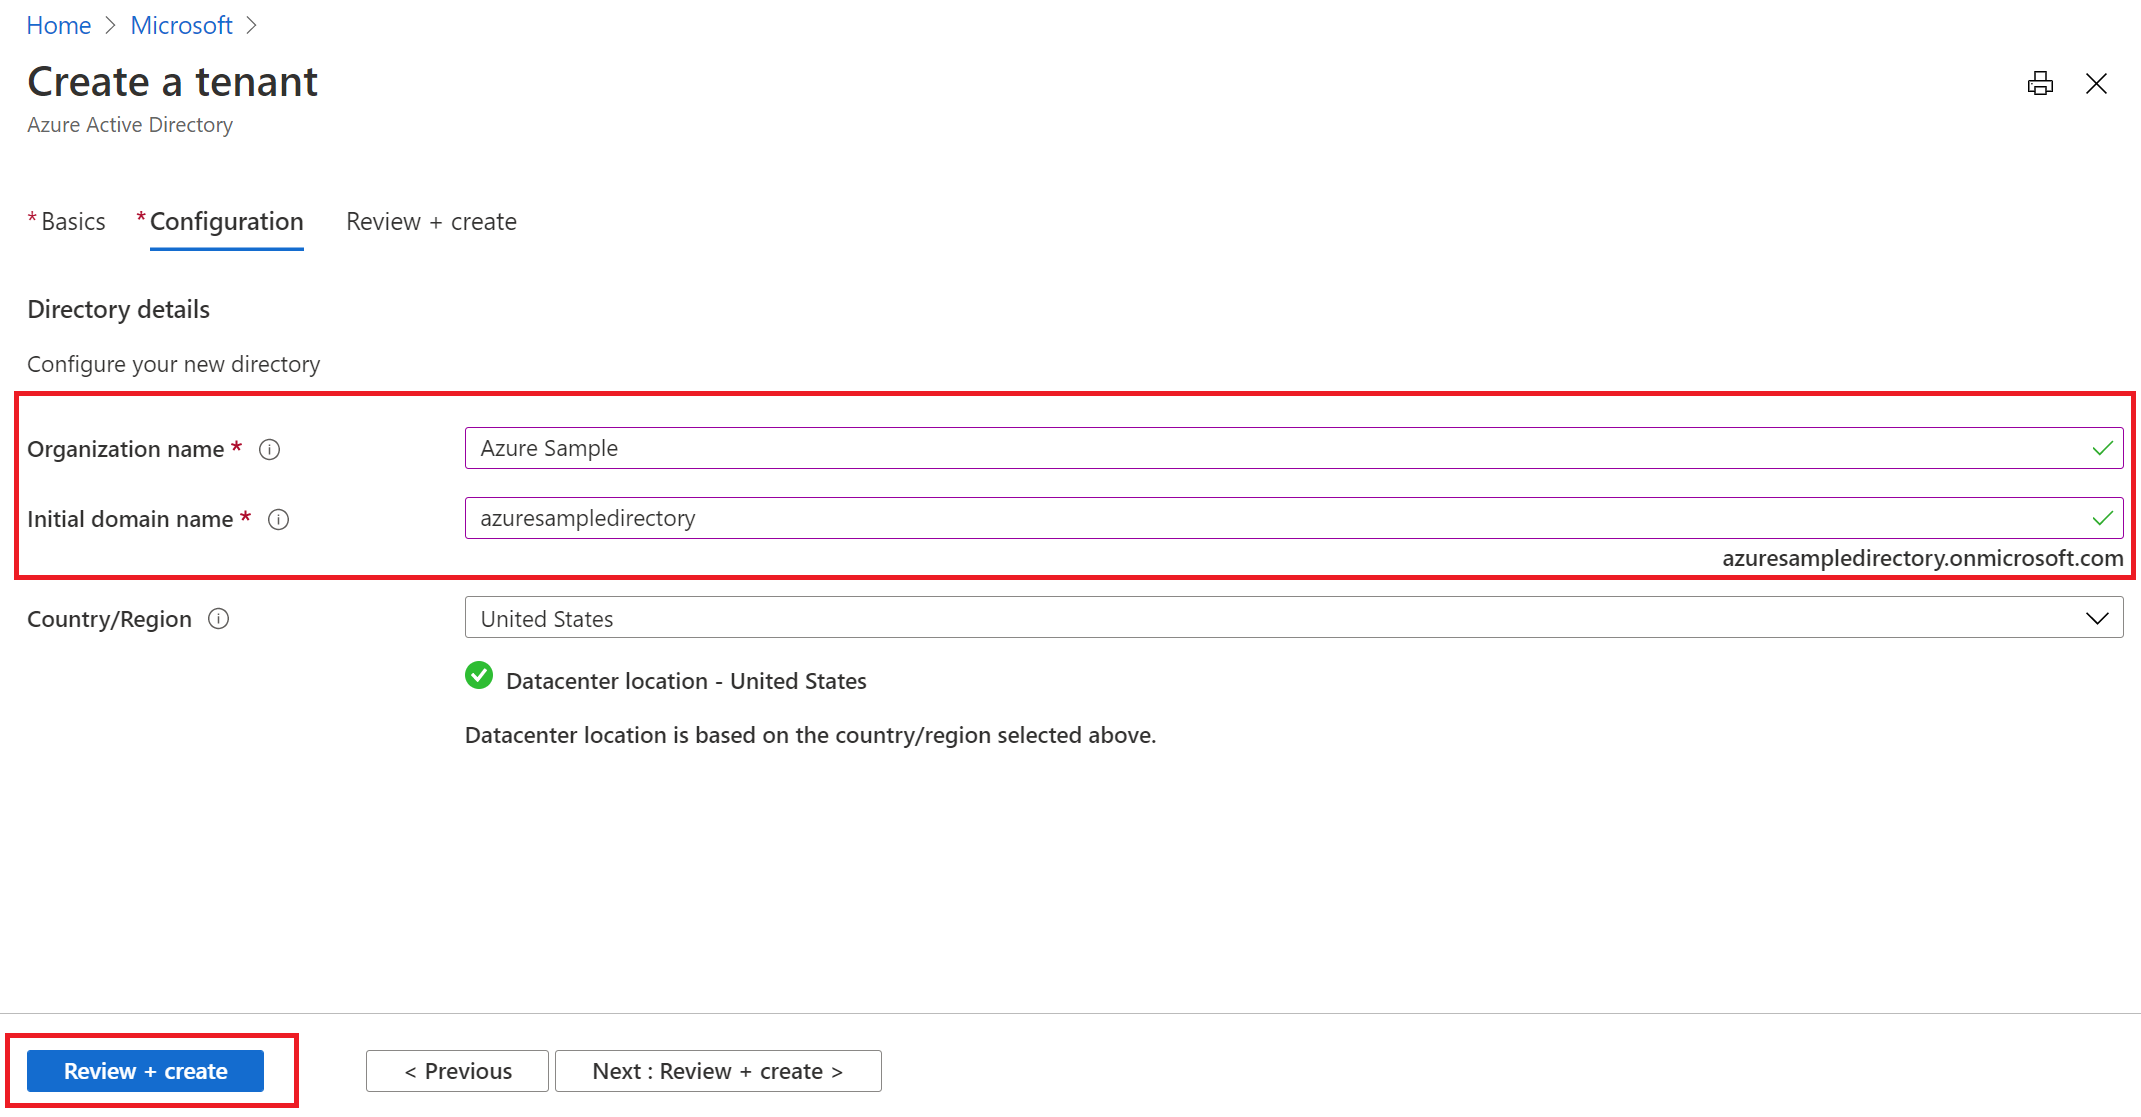 Home > Microsoft >
Create a tenant
Azure Active Directory
* Basics * Configuration Review + create
Directory details
Configure your new directory
Organization name * Azure Sample
Initial domain name * azuresampledirectory
azuresampledirectory.onmicrosoft.com
Country/Region United States
Datacenter location - United States
Datacenter location is based on the country/region selected above.
Review + create < Previous Next : Review + create >